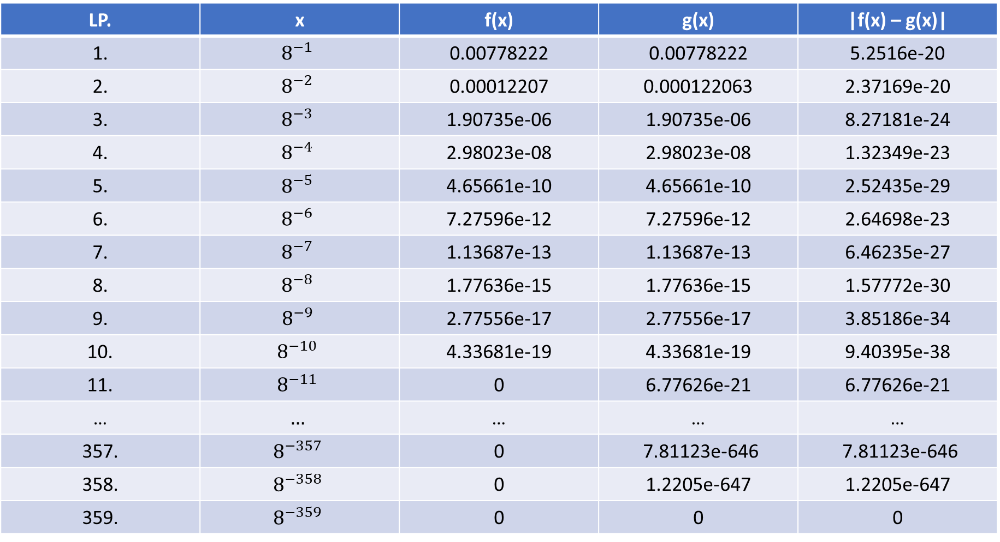 LP. x f(x) g(x) |f(x) – g(x)|
1. 8⁻¹ 0.00778222 0.00778222 5.2516e-20
2. 8⁻² 0.00012207 0.000122063 2.37169e-20
3. 8⁻³ 1.90735e-06 1.90735e-06 8.27181e-24
4. 8⁻⁴ 2.98023e-08 2.98023e-08 1.32349e-23
5. 8⁻⁵ 4.65661e-10 4.65661e-10 2.52435e-29
6. 8⁻⁶ 7.27596e-12 7.27596e-12 2.64698e-23
7. 8⁻⁷ 1.13687e-13 1.13687e-13 6.46235e-27
8. 8⁻⁸ 1.77636e-15 1.77636e-15 1.57772e-30
9. 8⁻⁹ 2.77556e-17 2.77556e-17 3.85186e-34
10. 8⁻¹⁰ 4.33681e-19 4.33681e-19 9.40395e-38
11. 8⁻¹¹ 0 6.77626e-21 6.77626e-21
... ... ... ... ...
357. 8⁻³⁵⁷ 0 7.81123e-646 7.81123e-646
358. 8⁻³⁵⁸ 0 1.2205e-647 1.2205e-647
359. 8⁻³⁵⁹ 0 0 0